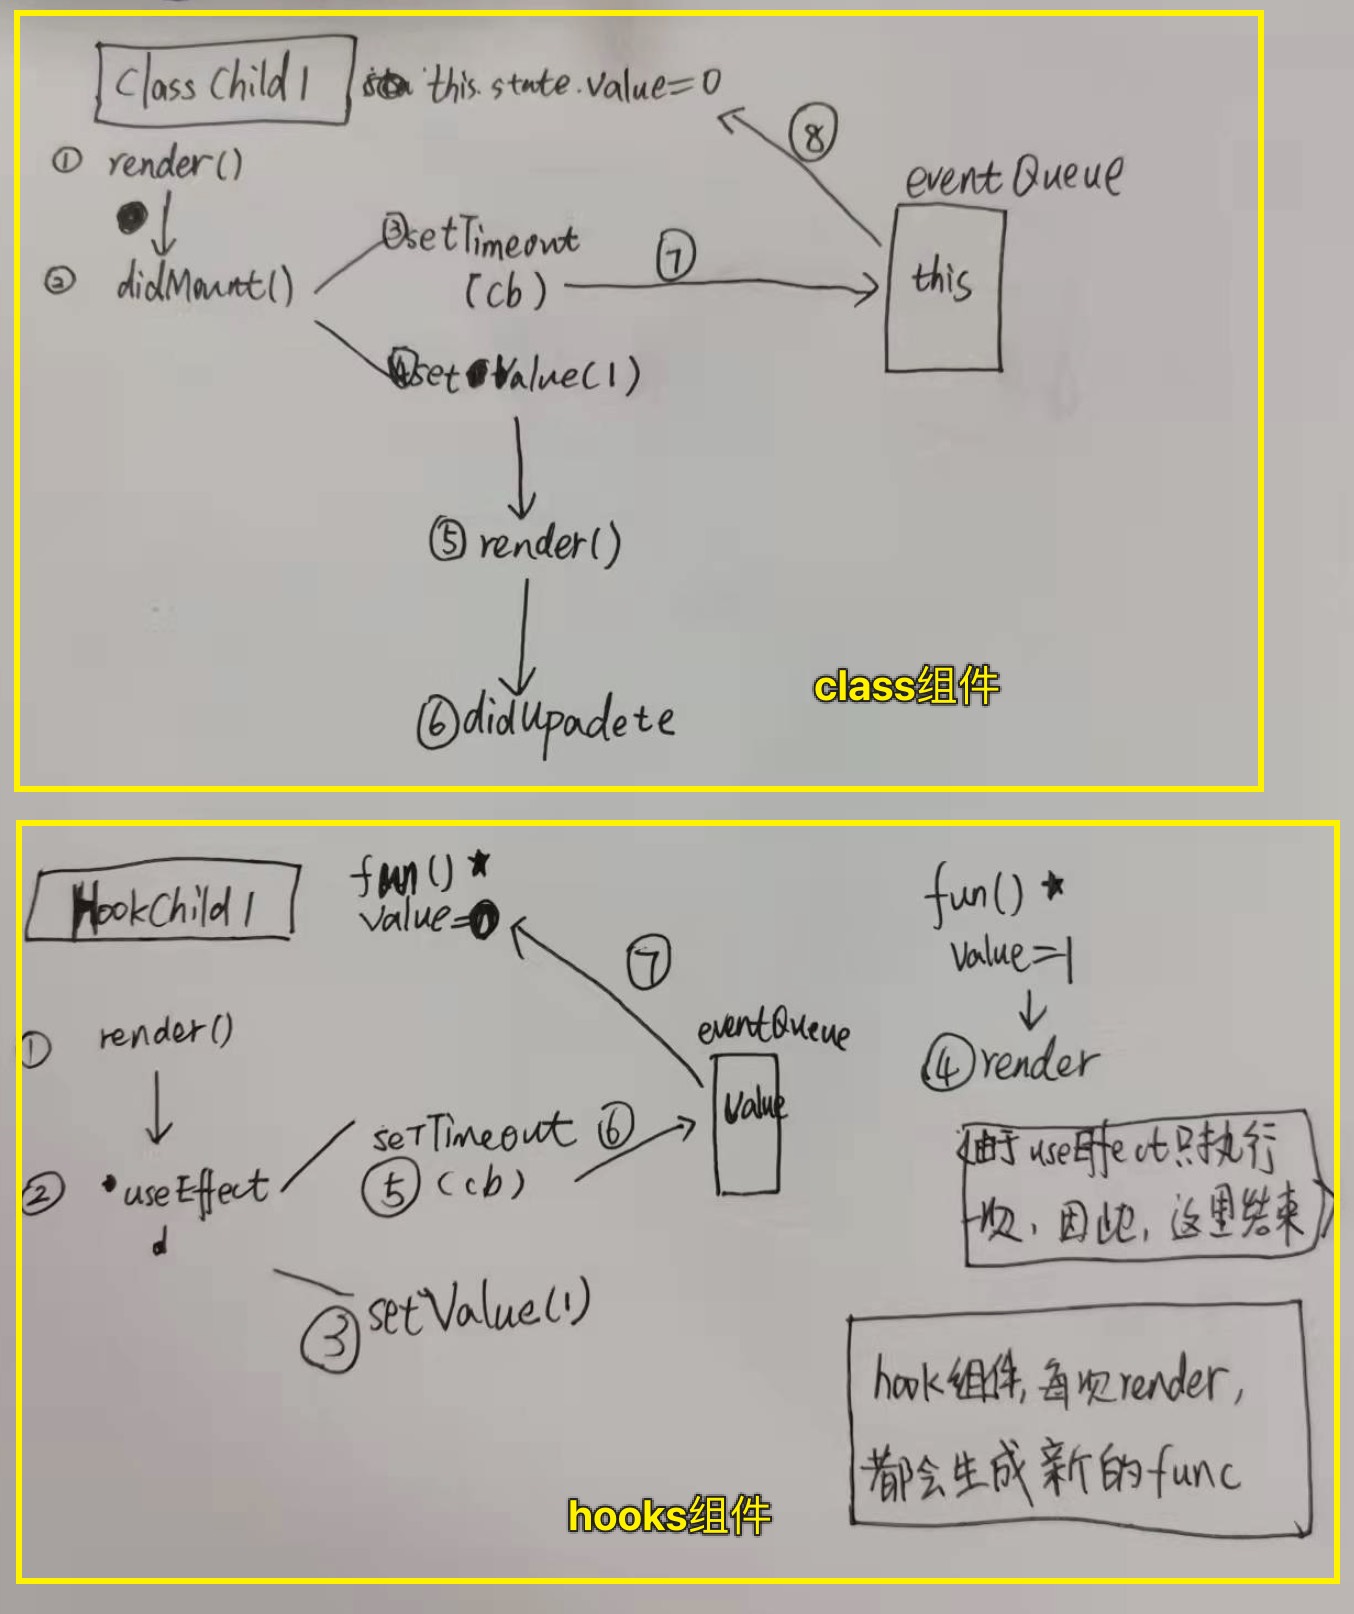 Class Child 1
this.state.value=0
① render()
② didMount()
③ setTimeout
(cb)
⑦
⑧
eventQueue
this
④ set Value(1)
⑤ render()
⑥ didUpadete
class组件
HookChild 1
fun() ★
value=0
⑦
① render()
② useEffect
setTimeout ⑥
⑤ (cb)
③ setValue(1)
eventQueue
Value
fun() ★
value=1
④ render
由于useEffect只执行
一次，因此，这里结束
hook组件，每次render，
都会生成新的func
hooks组件